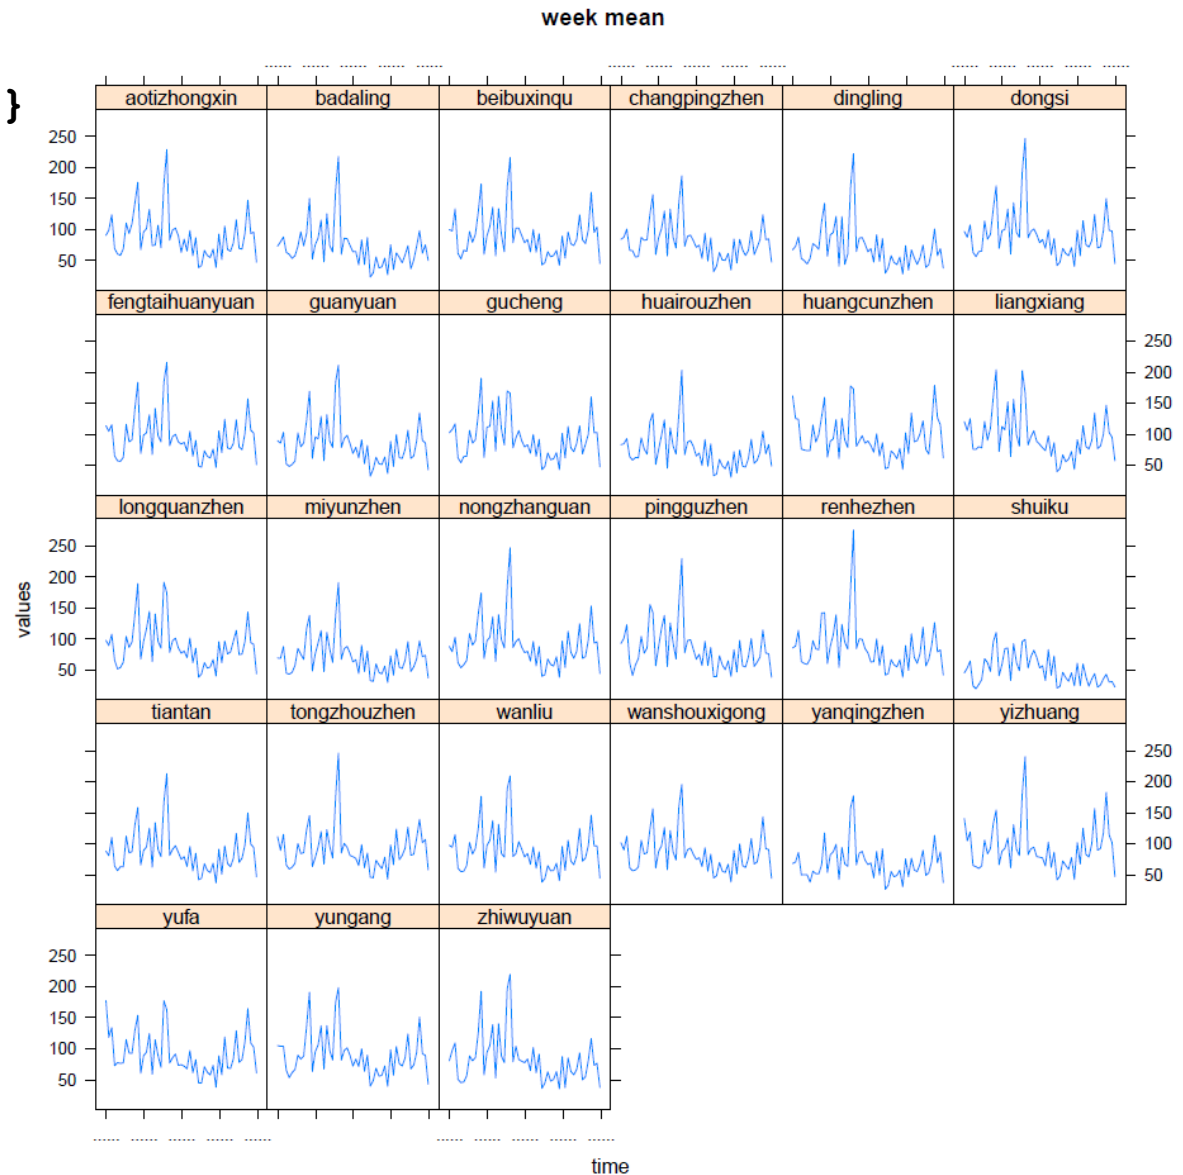 week mean
...... ...... ...... ...... ...... ...... ...... ...... ...... ...... ...... ...... ...... ...... ......
}
aotizhongxin badaling beibuxinqu changpingzhen dingling dongsi
250
200
150
100
50
fengtaihuanyuan guanyuan gucheng huairouzhen huangcunzhen liangxiang
250
200
150
100
50
longquanzhen miyunzhen nongzhanguan pingguzhen renhezhen shuiku
250
200
150
100
50
values
tiantan tongzhouzhen wanliu wanshouxigong yanqingzhen yizhuang
250
200
150
100
50
yufa yungang zhiwuyuan
250
200
150
100
50
...... ...... ...... ...... ...... ...... ...... ...... ...... ......
time